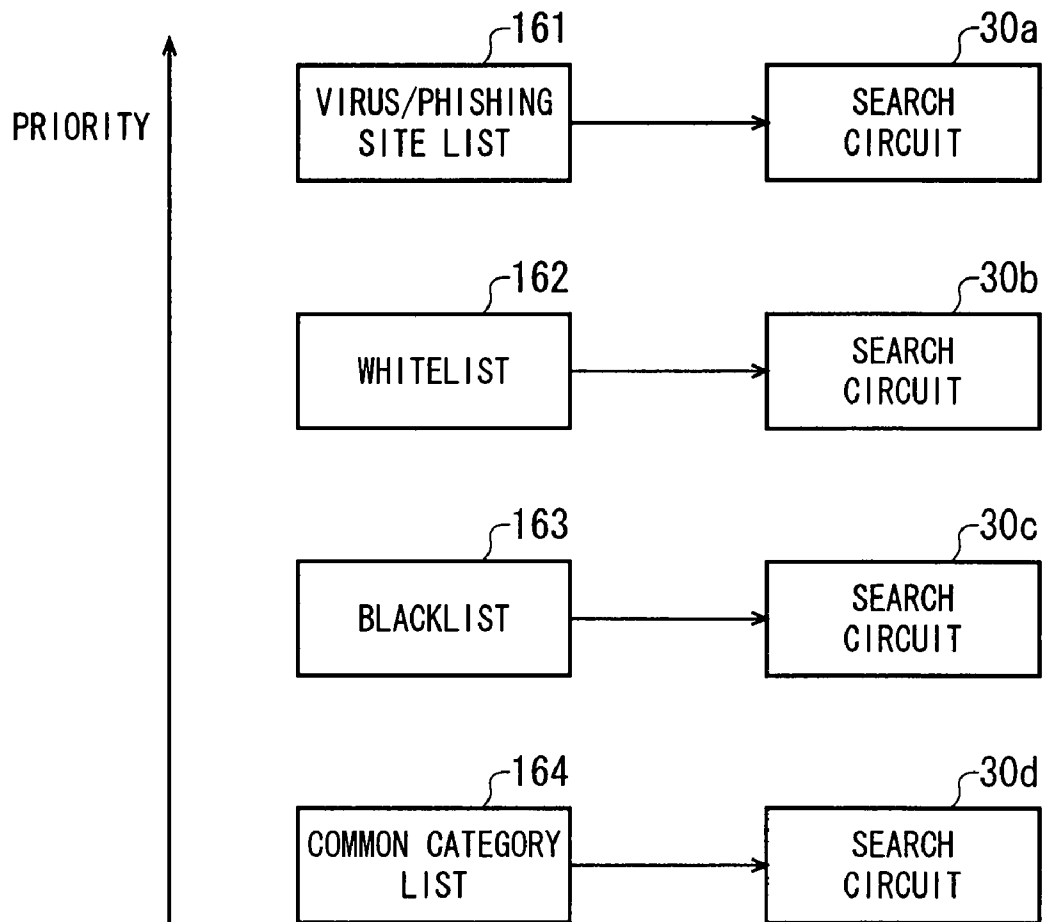 161
30a
PRIORITY
VIRUS/PHISHING
SITE LIST
SEARCH
CIRCUIT
162
30b
WHITELIST
SEARCH
CIRCUIT
163
30c
BLACKLIST
SEARCH
CIRCUIT
164
30d
COMMON CATEGORY
LIST
SEARCH
CIRCUIT